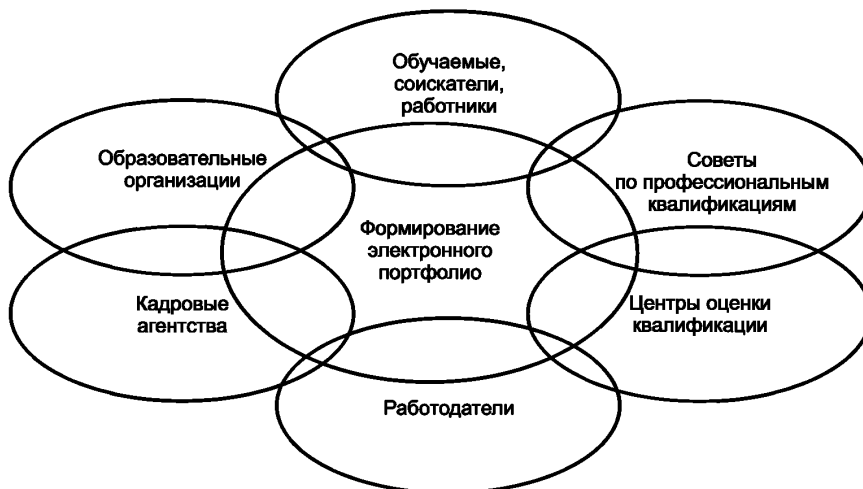 Обучаемые,
соискатели,
работники
Образовательные
организации
Советы
по профессиональным
квалификациям
Формирование
электронного
портфолио
Кадровые
агентства
Центры оценки
квалификации
Работодатели